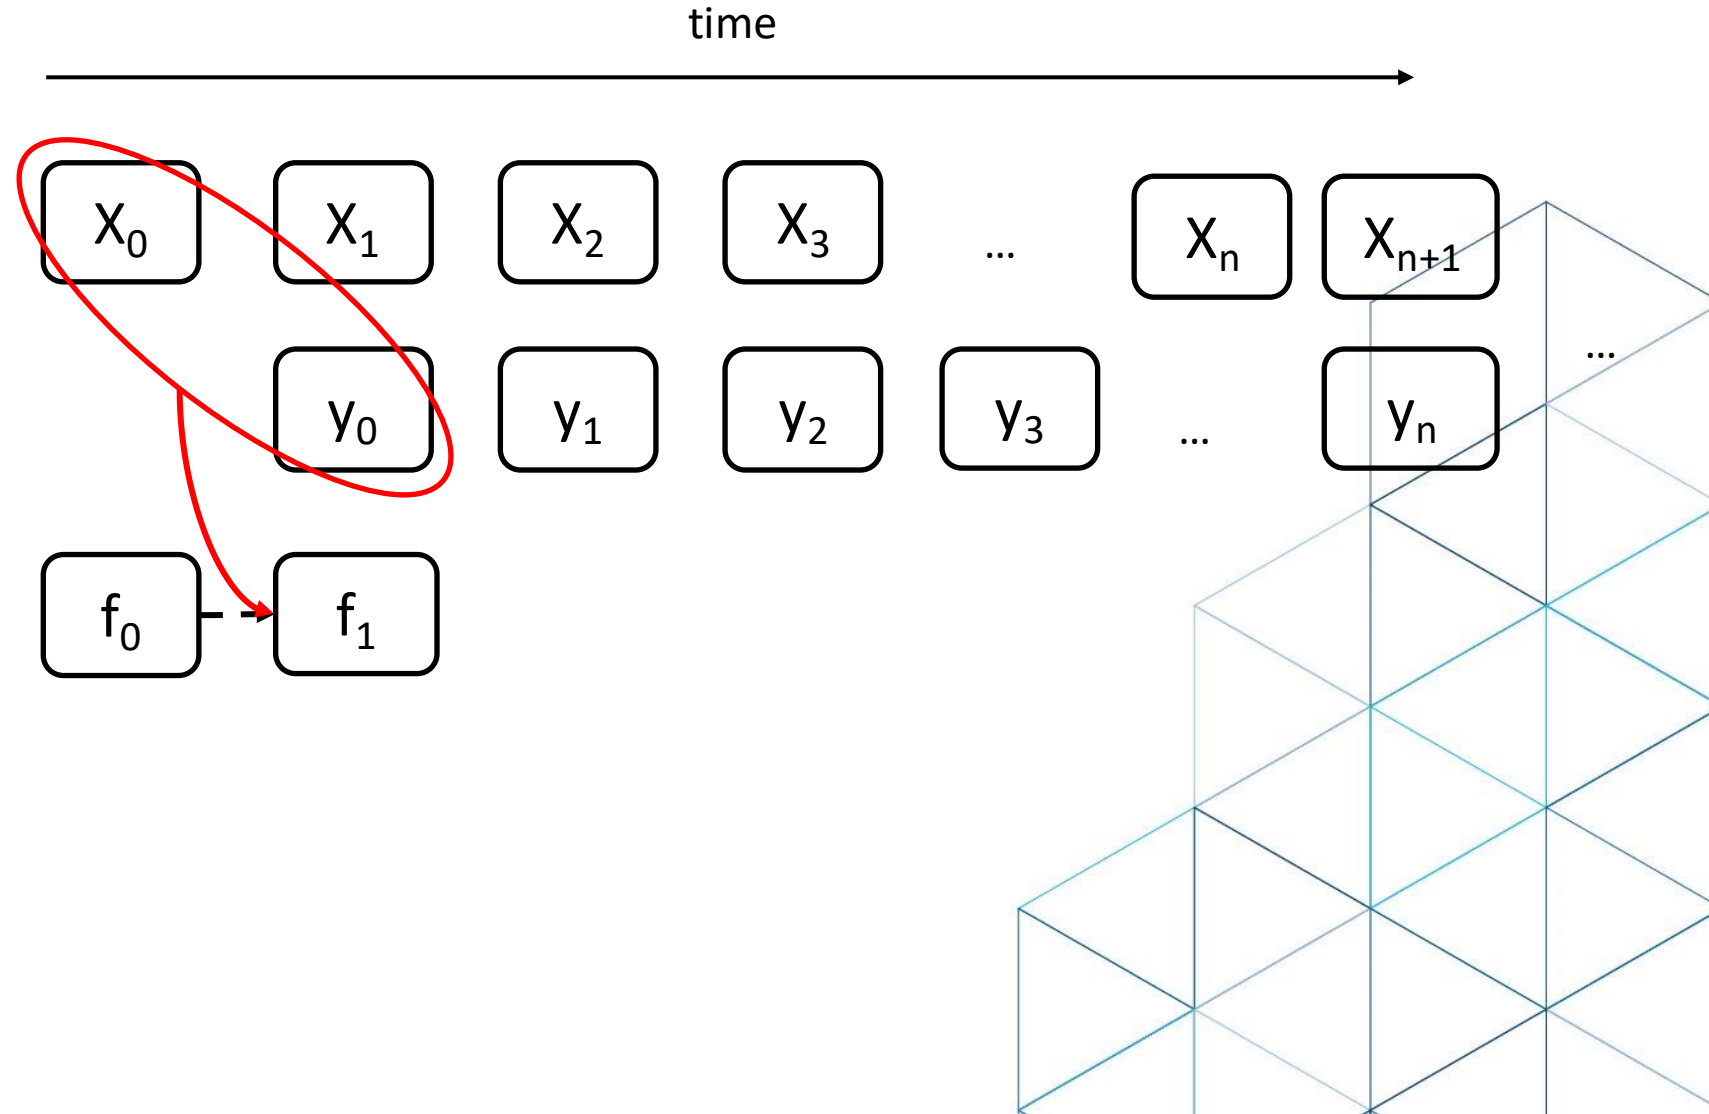 time
X₀ X₁ X₂ X₃ ... Xₙ Xₙ₊₁
y₀ y₁ y₂ y₃ ... yₙ ...
f₀ f₁